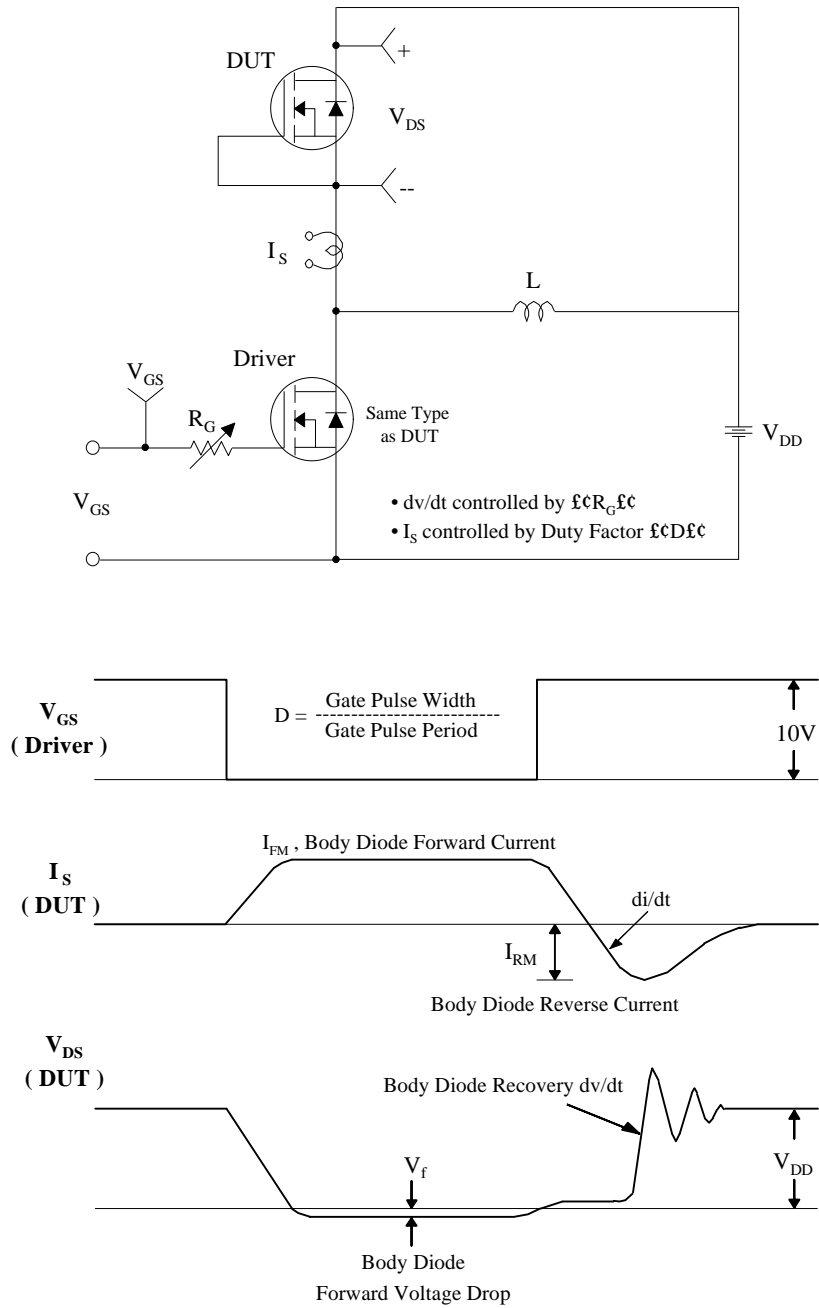 DUT
+
V_DS
--
I_S
L
Driver
V_GS
R_G
Same Type
as DUT
V_DD
V_GS
• dv/dt controlled by £¢R_G£¢
• I_S controlled by Duty Factor £¢D£¢
V_GS
( Driver )
D = Gate Pulse Width
--------------------------
Gate Pulse Period
10V
I_FM , Body Diode Forward Current
I_S
( DUT )
di/dt
I_RM
Body Diode Reverse Current
V_DS
( DUT )
Body Diode Recovery dv/dt
V_f
V_DD
Body Diode
Forward Voltage Drop